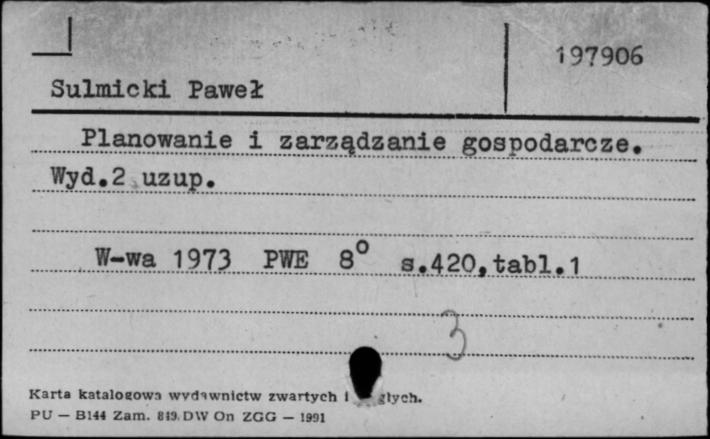 197906
Sulmicki Paweł
Planowanie i zarządzanie gospodarcze.
Wyd.2 uzup.
W-wa 1973 PWE 8° s.420,tabl.1
3
Karta katalogowa wydawnictw zwartych i
PU — B144 Zam. 849. DW On ZGG — 1991